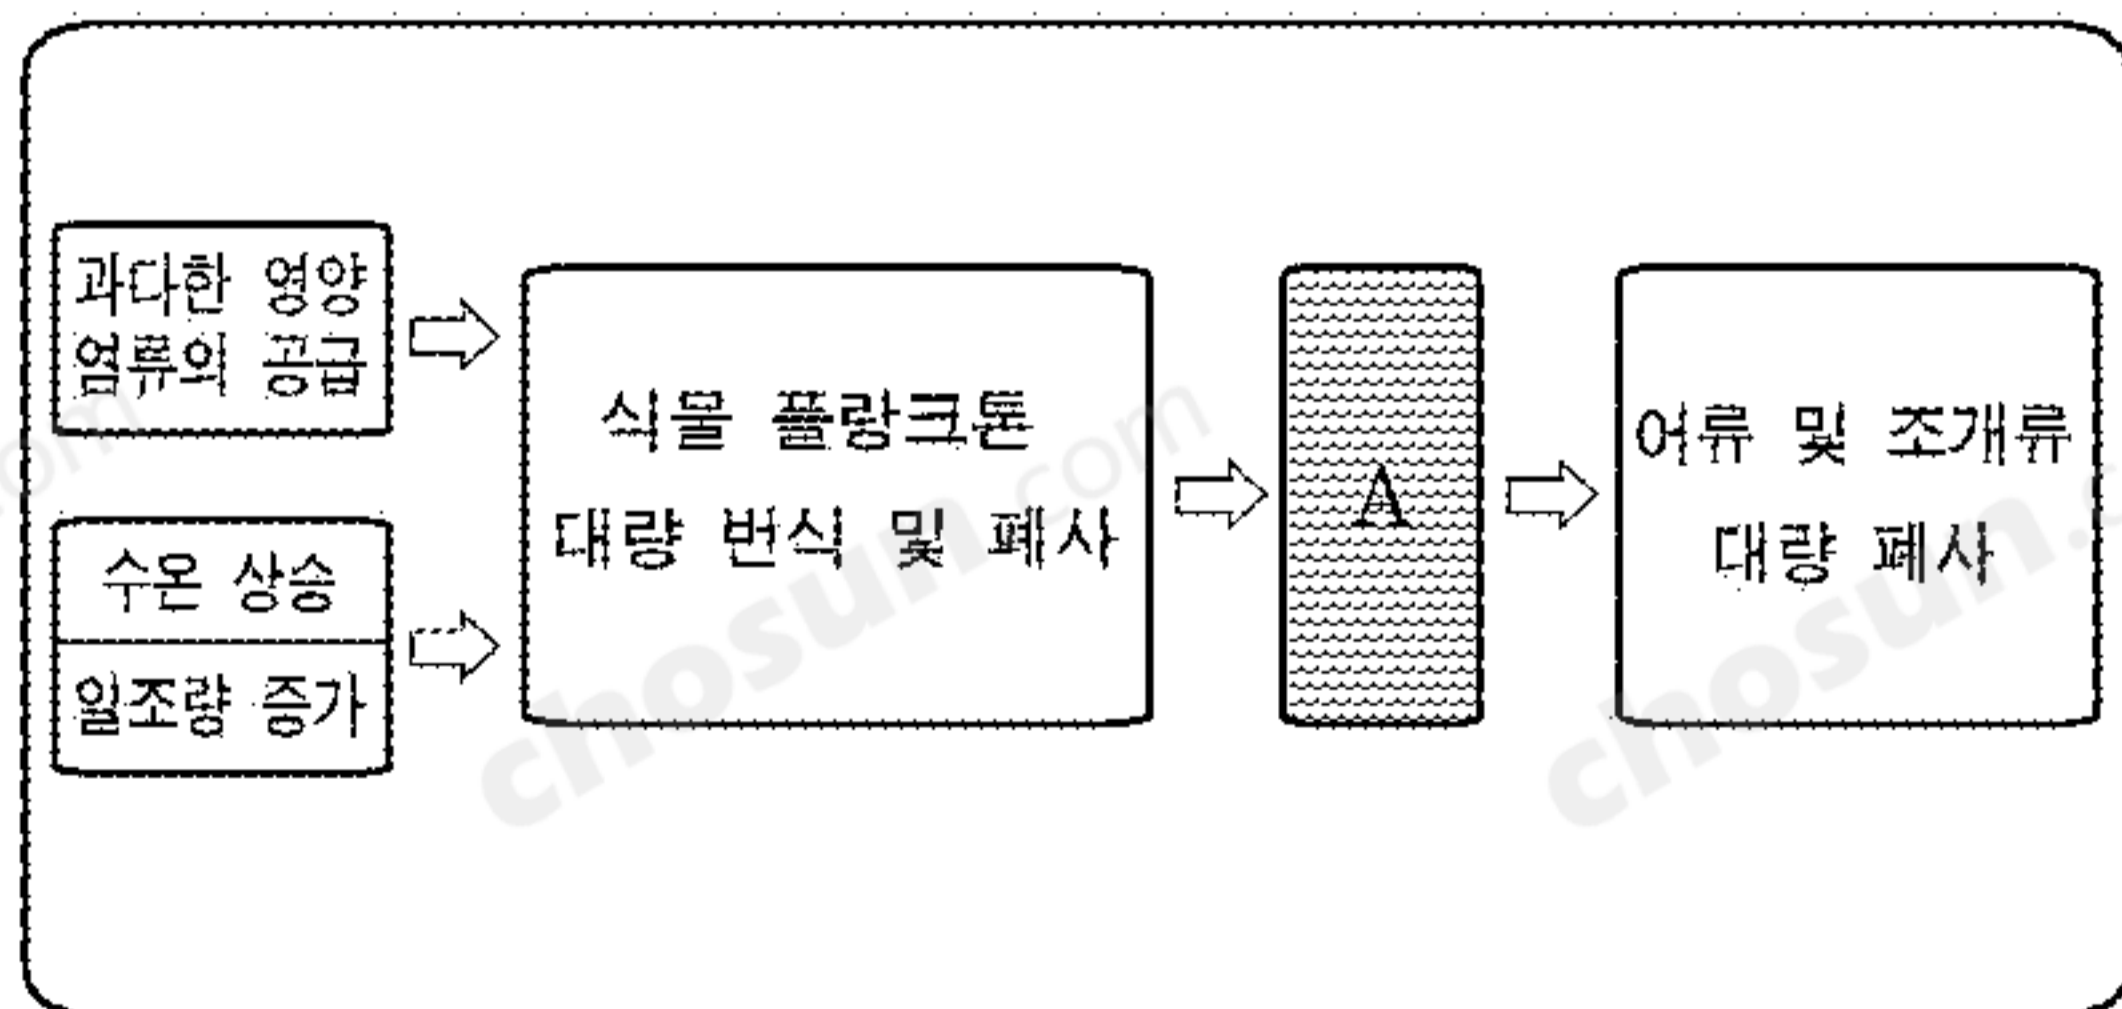 과다한 영양
염류의 공급
수온 상승
일조량 증가
식물 플랑크톤
대량 번식 및 폐사
A
어류 및 조개류
대량 폐사
.com
chosun.com
chosun.c